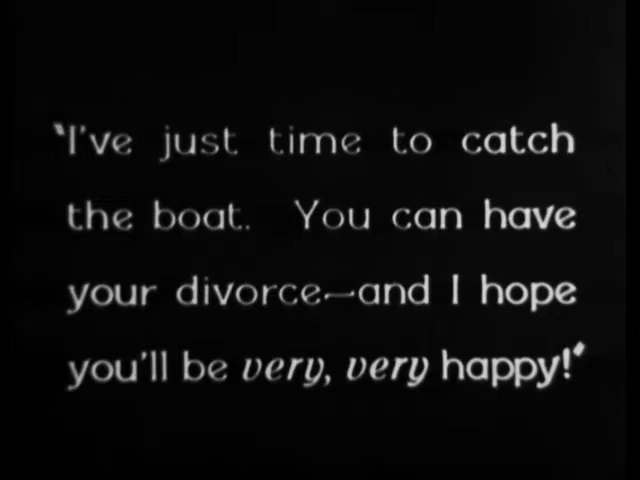 "I've just time to catch
the boat. You can have
your divorce—and I hope
you'll be very, very happy!"